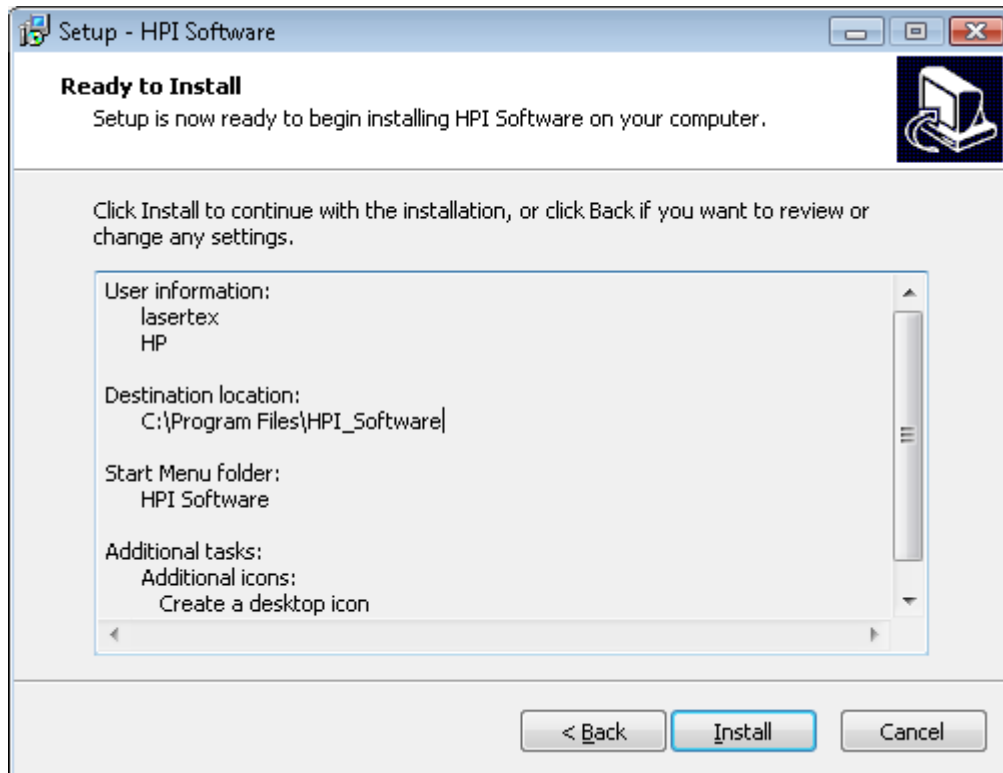 Setup - HPI Software
Ready to Install
Setup is now ready to begin installing HPI Software on your computer.
Click Install to continue with the installation, or click Back if you want to review or
change any settings.
User information:
lasertex
HP
Destination location:
C:\Program Files\HPI_Software
Start Menu folder:
HPI Software
Additional tasks:
Additional icons:
Create a desktop icon
< Back
Install
Cancel